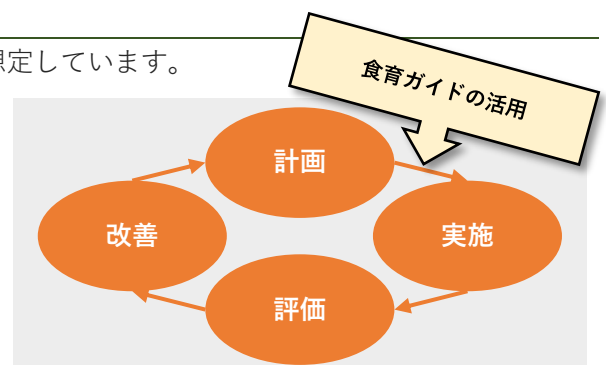 定しています。
食育ガイドの活用
計画
改善
実施
評価